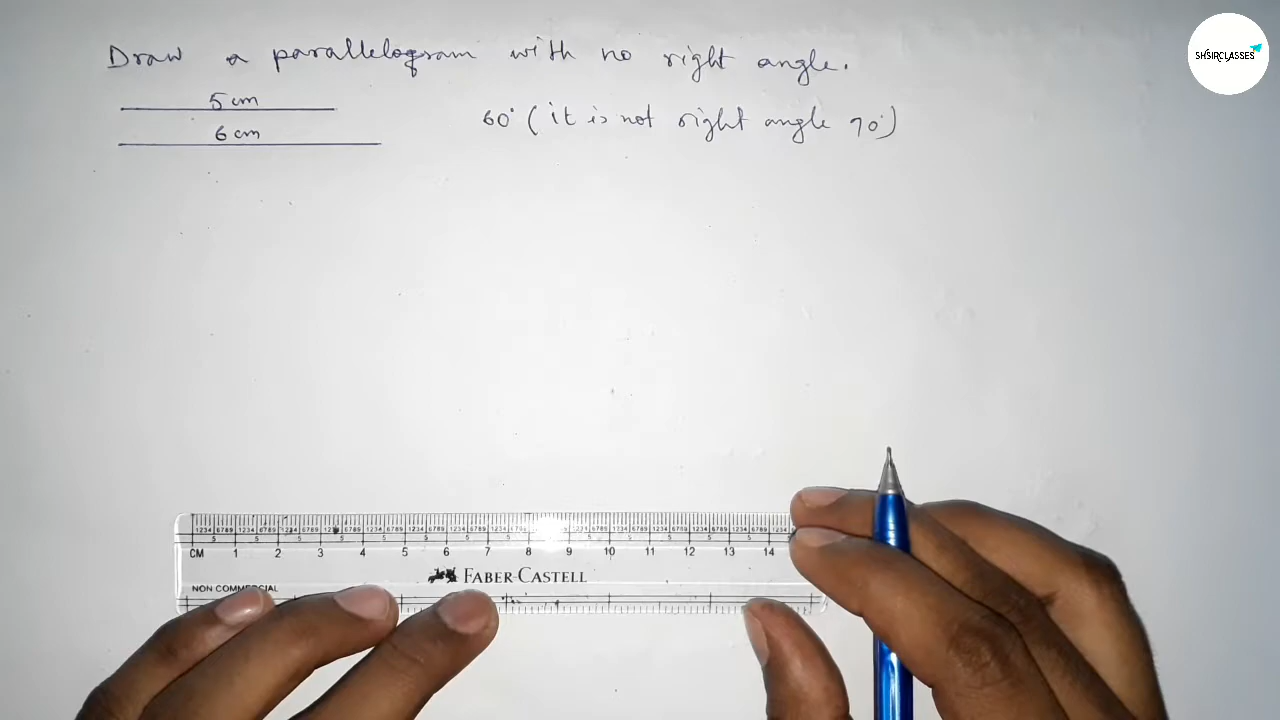 Draw a parallelogram with no right angle.
SHSIRCLASSES
5 cm
60° (it is not right angle 90°)
6 cm
CM 1 2 3 4 5 6 7 8 9 10 11 12 13 14
FABER-CASTELL
NON COMMERCIAL